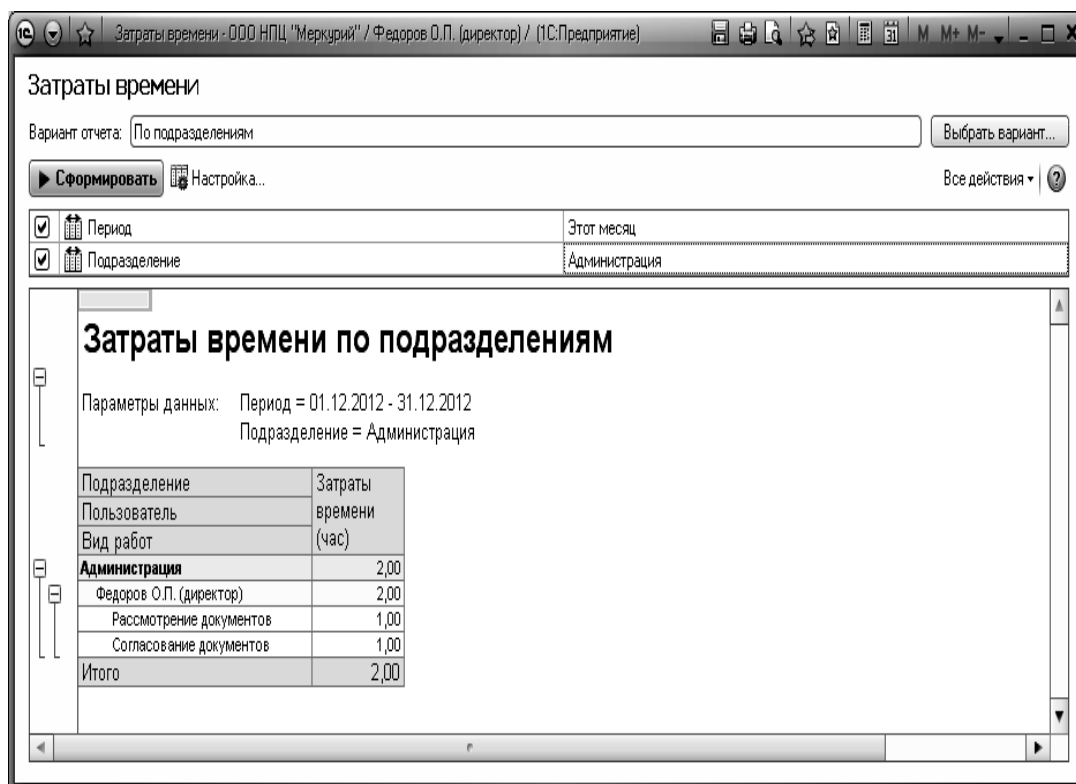 Затраты времени - ООО НПЦ "Меркурий" / Федоров О.П. (директор) / (1С:Предприятие) M M+ M-
Затраты времени
Вариант отчета: По подразделениям Выбрать вариант...
Сформировать Настройка... Все действия ?
Период Этот месяц
Подразделение Администрация
Затраты времени по подразделениям
Параметры данных: Период = 01.12.2012 - 31.12.2012
Подразделение = Администрация
Подразделение Затраты
Пользователь времени
Вид работ (час)
Администрация 2,00
Федоров О.П. (директор) 2,00
Рассмотрение документов 1,00
Согласование документов 1,00
Итого 2,00